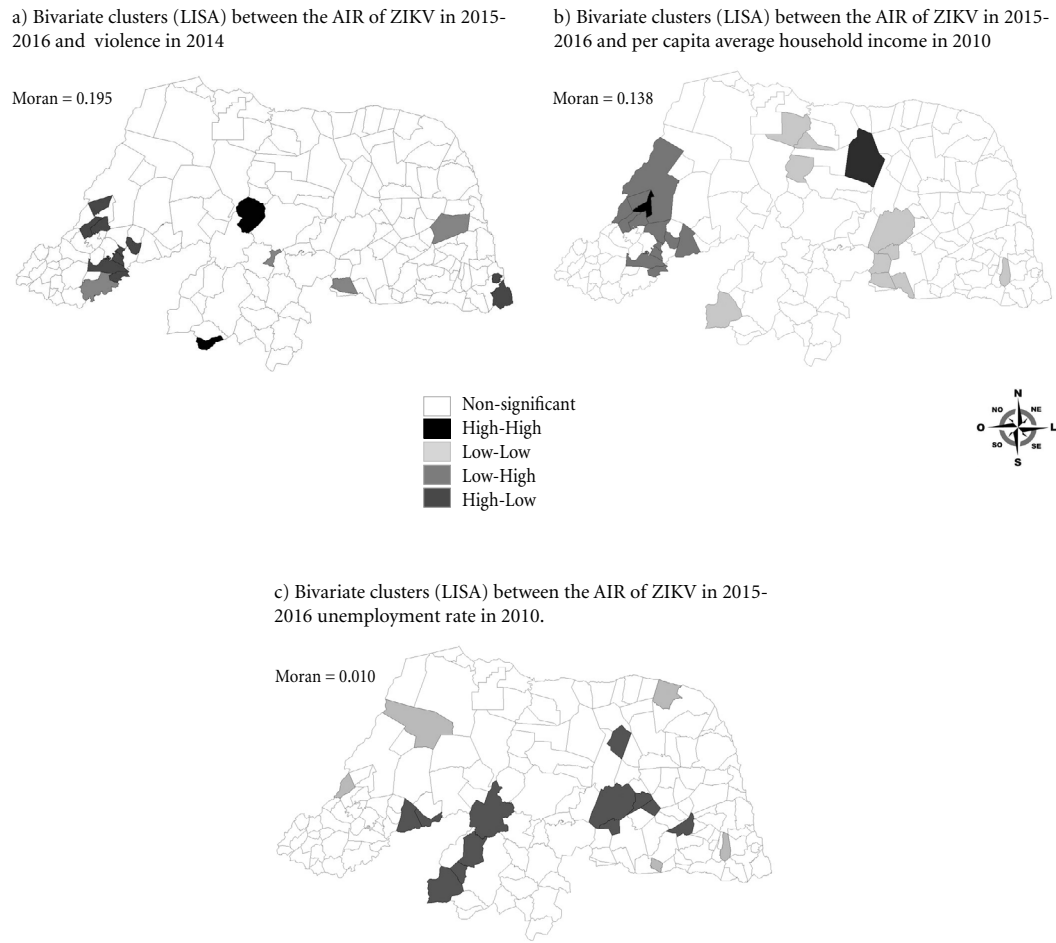 a) Bivariate clusters (LISA) between the AIR of ZIKV in 2015-
2016 and  violence in 2014
Moran = 0.195
b) Bivariate clusters (LISA) between the AIR of ZIKV in 2015-
2016 and per capita average household income in 2010
Moran = 0.138
Non-significant
High-High
Low-Low
Low-High
High-Low
N
NO NE
O L
SO SE
S
c) Bivariate clusters (LISA) between the AIR of ZIKV in 2015-
2016 unemployment rate in 2010.
Moran = 0.010